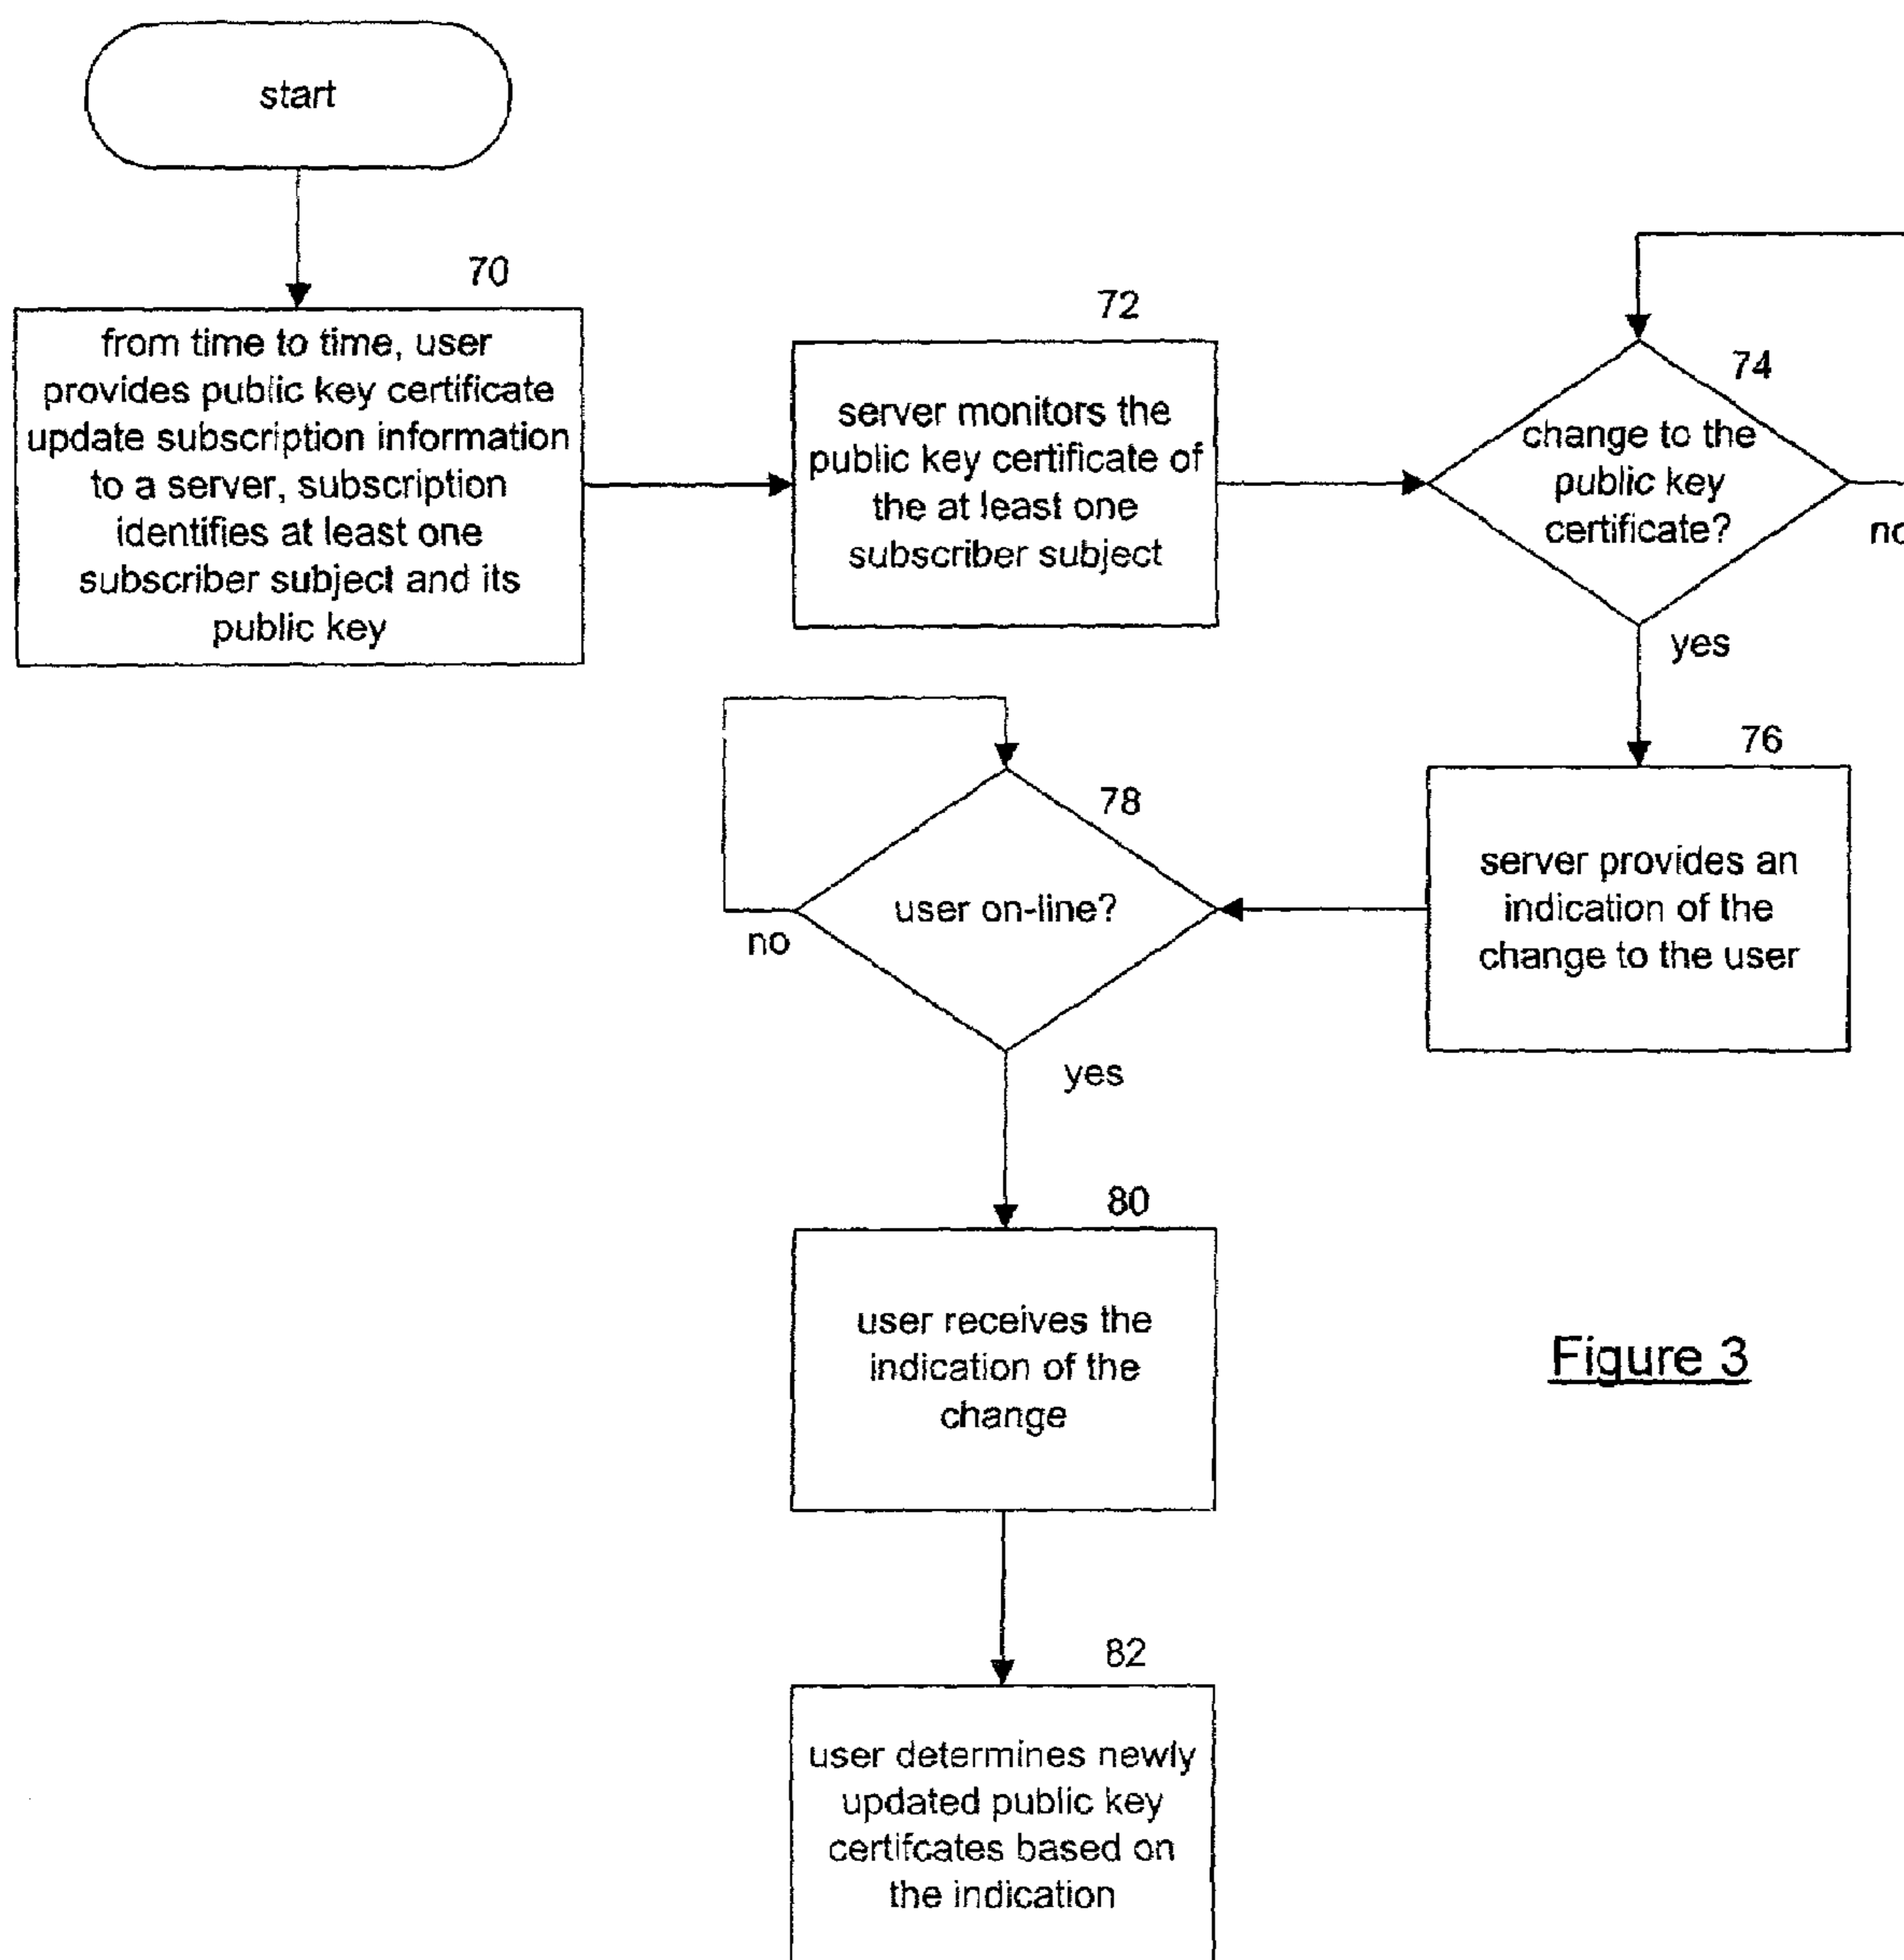 start
70
from time to time, user
provides public key certificate
update subscription information
to a server, subscription
identifies at least one
subscriber subject and its
public key
72
server monitors the
public key certificate of
the at least one
subscriber subject
74
change to the
public key
certificate?
no
yes
76
server provides an
indication of the
change to the user
78
user on-line?
no
yes
80
user receives the
indication of the
change
82
user determines newly
updated public key
certifcates based on
the indication
Figure 3